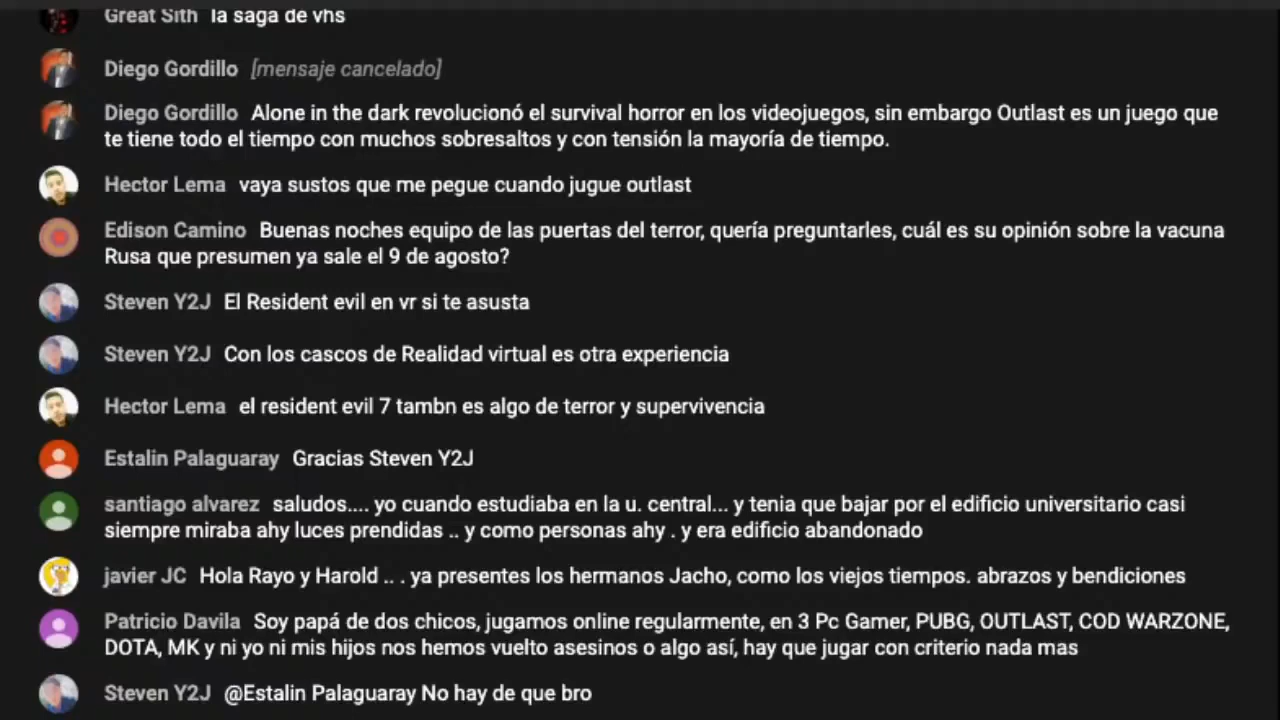 Great Sith la saga de vhs
Diego Gordillo [mensaje cancelado]
Diego Gordillo Alone in the dark revolucionó el survival horror en los videojuegos, sin embargo Outlast es un juego que
te tiene todo el tiempo con muchos sobresaltos y con tensión la mayoría de tiempo.
Hector Lema vaya sustos que me pegue cuando jugue outlast
Edison Camino Buenas noches equipo de las puertas del terror, quería preguntarles, cuál es su opinión sobre la vacuna
Rusa que presumen ya sale el 9 de agosto?
Steven Y2J El Resident evil en vr si te asusta
Steven Y2J Con los cascos de Realidad virtual es otra experiencia
Hector Lema el resident evil 7 tambn es algo de terror y supervivencia
Estalin Palaguaray Gracias Steven Y2J
santiago alvarez saludos.... yo cuando estudiaba en la u. central... y tenia que bajar por el edificio universitario casi
siempre miraba ahy luces prendidas .. y como personas ahy . y era edificio abandonado
javier JC Hola Rayo y Harold .. . ya presentes los hermanos Jacho, como los viejos tiempos. abrazos y bendiciones
Patricio Davila Soy papá de dos chicos, jugamos online regularmente, en 3 Pc Gamer, PUBG, OUTLAST, COD WARZONE,
DOTA, MK y ni yo ni mis hijos nos hemos vuelto asesinos o algo así, hay que jugar con criterio nada mas
Steven Y2J @Estalin Palaguaray No hay de que bro